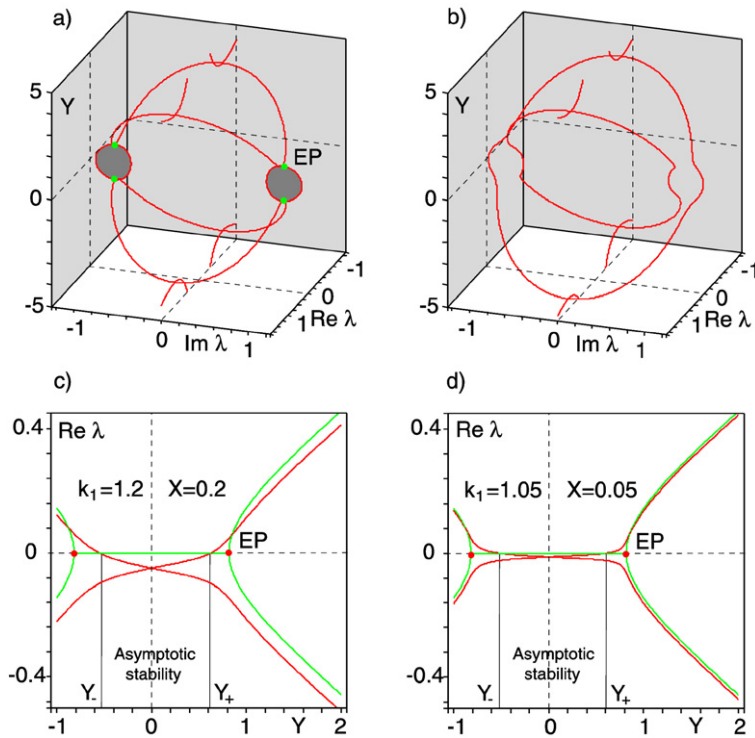 a)
5
Y
EP
0
-5
-1
0
1
Im λ
1
0
-1
Re λ
b)
5
Y
0
-5
-1
0
1
Im λ
1
0
-1
Re λ
c)
0.4
Re λ
k₁=1.2 X=0.2
EP
0
Asymptotic
stability
-0.4
Y₋
Y₊
-1 0 1 Y 2
d)
0.4
Re λ
k₁=1.05 X=0.05
EP
0
Asymptotic
stability
-0.4
Y₋
Y₊
-1 0 1 Y 2